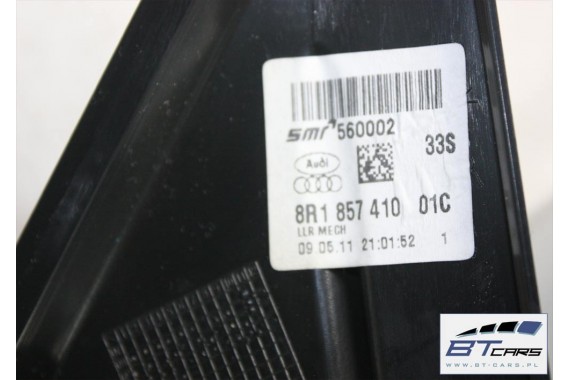 SMR 560002
33S
Audi
8R1 857 410 01C
LLR MECH
09.05.11 21:01:52 1
BT CARS
WWW.BT-CARS.PL